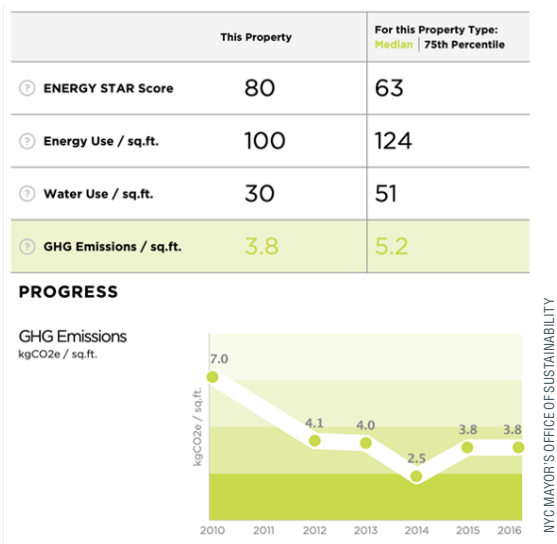 This Property
For this Property Type:
Median | 75th Percentile
? ENERGY STAR Score 80 63
? Energy Use / sq.ft. 100 124
? Water Use / sq.ft. 30 51
? GHG Emissions / sq.ft. 3.8 5.2
PROGRESS
GHG Emissions
kgCO2e / sq.ft.
kgCO2e / sq.ft.
7.0
4.1
4.0
2.5
3.8
3.8
2010 2011 2012 2013 2014 2015 2016
NYC MAYOR'S OFFICE OF SUSTAINABILITY